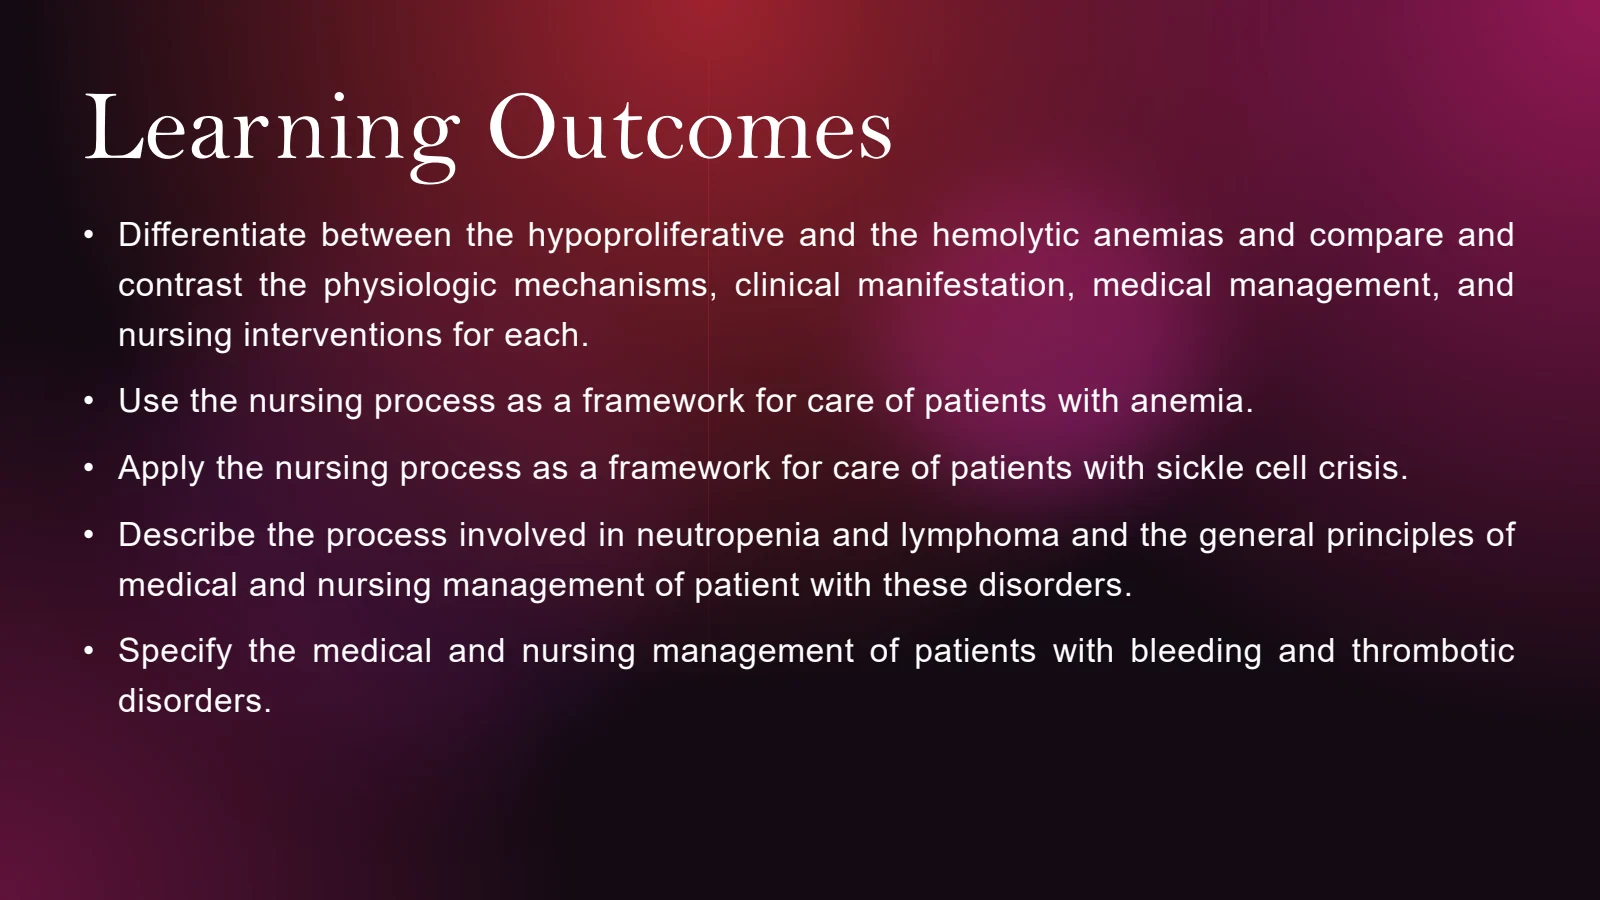 Learning Outcomes
• Differentiate between the hypoproliferative and the hemolytic anemias and compare and
contrast the physiologic mechanisms, clinical manifestation, medical management, and
nursing interventions for each.
• Use the nursing process as a framework for care of patients with anemia.
• Apply the nursing process as a framework for care of patients with sickle cell crisis.
• Describe the process involved in neutropenia and lymphoma and the general principles of
medical and nursing management of patient with these disorders.
• Specify the medical and nursing management of patients with bleeding and thrombotic
disorders.